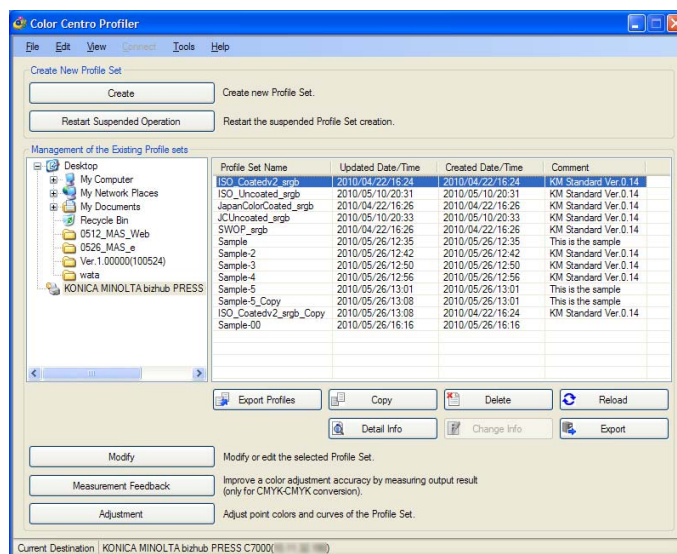 Color Centro Profiler
File Edit View Connect Tools Help
Create New Profile Set
Create Create new Profile Set.
Restart Suspended Operation Restart the suspended Profile Set creation.
Management of the Existing Profile sets
Desktop
My Computer
My Network Places
My Documents
Recycle Bin
0512_MAS_Web
0526_MAS_e
Ver.1.00000(100524)
wata
KONICA MINOLTA bizhub PRESS
Profile Set Name Updated Date/Time Created Date/Time Comment
ISO_Coatedv2_srgb 2010/04/22/16:24 2010/04/22/16:24 KM Standard Ver.0.14
ISO_Uncoated_srgb 2010/05/10/20:31 2010/05/10/20:31 KM Standard Ver.0.14
JapanColorCoated_srgb 2010/04/22/16:26 2010/04/22/16:26 KM Standard Ver.0.14
JCUncoated_srgb 2010/05/10/20:33 2010/05/10/20:33 KM Standard Ver.0.14
SWOP_srgb 2010/04/22/16:26 2010/04/22/16:26 KM Standard Ver.0.14
Sample 2010/05/26/12:35 2010/05/26/12:35 This is the sample
Sample-2 2010/05/26/12:42 2010/05/26/12:42 KM Standard Ver.0.14
Sample-3 2010/05/26/12:50 2010/05/26/12:50 KM Standard Ver.0.14
Sample-4 2010/05/26/12:56 2010/05/26/12:56 KM Standard Ver.0.14
Sample-5 2010/05/26/13:01 2010/05/26/13:01 This is the sample
Sample-5_Copy 2010/05/26/13:08 2010/05/26/13:01 This is the sample
ISO_Coatedv2_srgb_Copy 2010/05/26/13:08 2010/04/22/16:24 KM Standard Ver.0.14
Sample-00 2010/05/26/16:16 2010/05/26/16:16
Export Profiles Copy Delete Reload
Detail Info Change Info Export
Modify Modify or edit the selected Profile Set.
Measurement Feedback Improve a color adjustment accuracy by measuring output result
(only for CMYK-CMYK conversion).
Adjustment Adjust point colors and curves of the Profile Set.
Current Destination KONICA MINOLTA bizhub PRESS C7000(